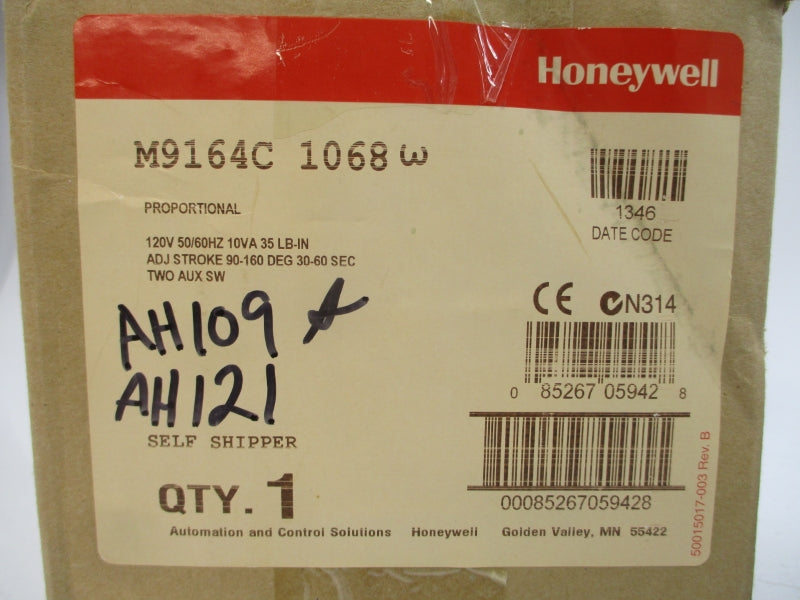 Honeywell
M9164C 1068 ω
PROPORTIONAL
120V 50/60HZ 10VA 35 LB-IN
ADJ STROKE 90-160 DEG 30-60 SEC
TWO AUX SW
1346
DATE CODE
CE N314
AH109
AH121
0 85267 05942 8
SELF SHIPPER
00085267059428
QTY. 1
Automation and Control Solutions Honeywell Golden Valley, MN 55422
50015017-003 Rev. B